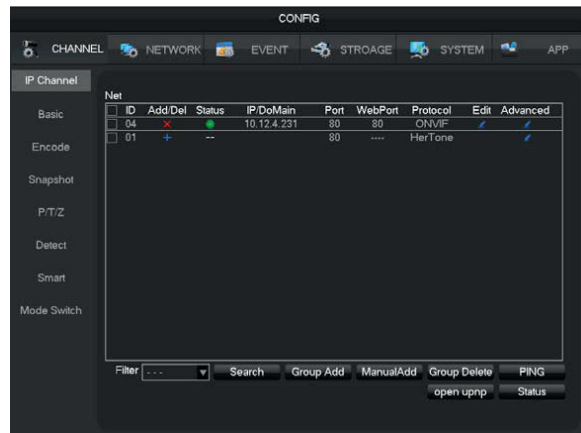 CONFIG
CHANNEL NETWORK EVENT STROAGE SYSTEM APP
IP Channel
Basic
Encode
Snapshot
P/T/Z
Detect
Smart
Mode Switch
Net
ID Add/Del Status IP/DoMain Port WebPort Protocol Edit Advanced
04 × 10.12.4.231 80 80 ONVIF
01 + -- 80 ---- HerTone
Filter --- Search Group Add ManualAdd Group Delete PING
open upnp Status